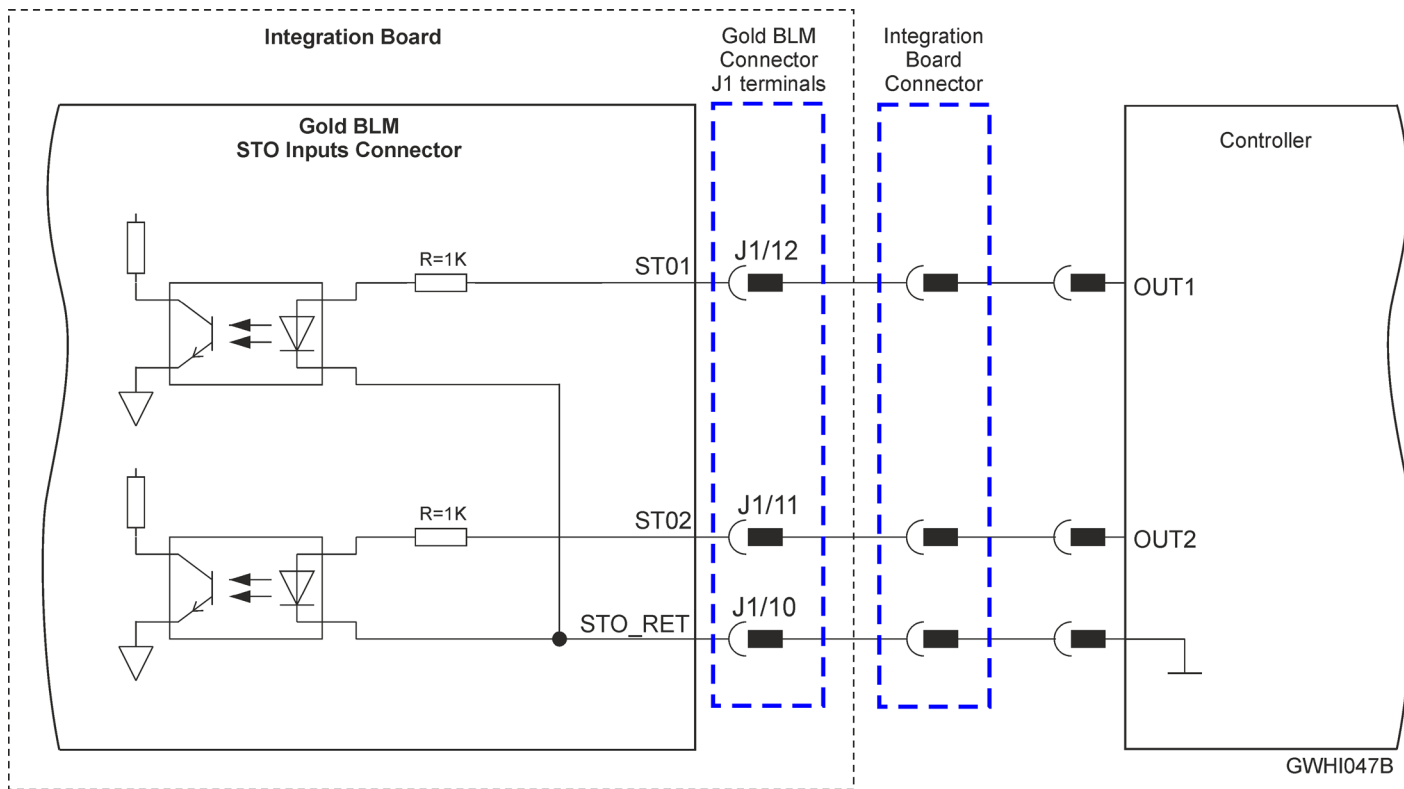 Integration Board
Gold BLM
Connector
J1 terminals
Integration
Board
Connector
Gold BLM
STO Inputs Connector
Controller
R=1K
ST01
J1/12
OUT1
R=1K
ST02
J1/11
OUT2
STO_RET
J1/10
GWHI047B